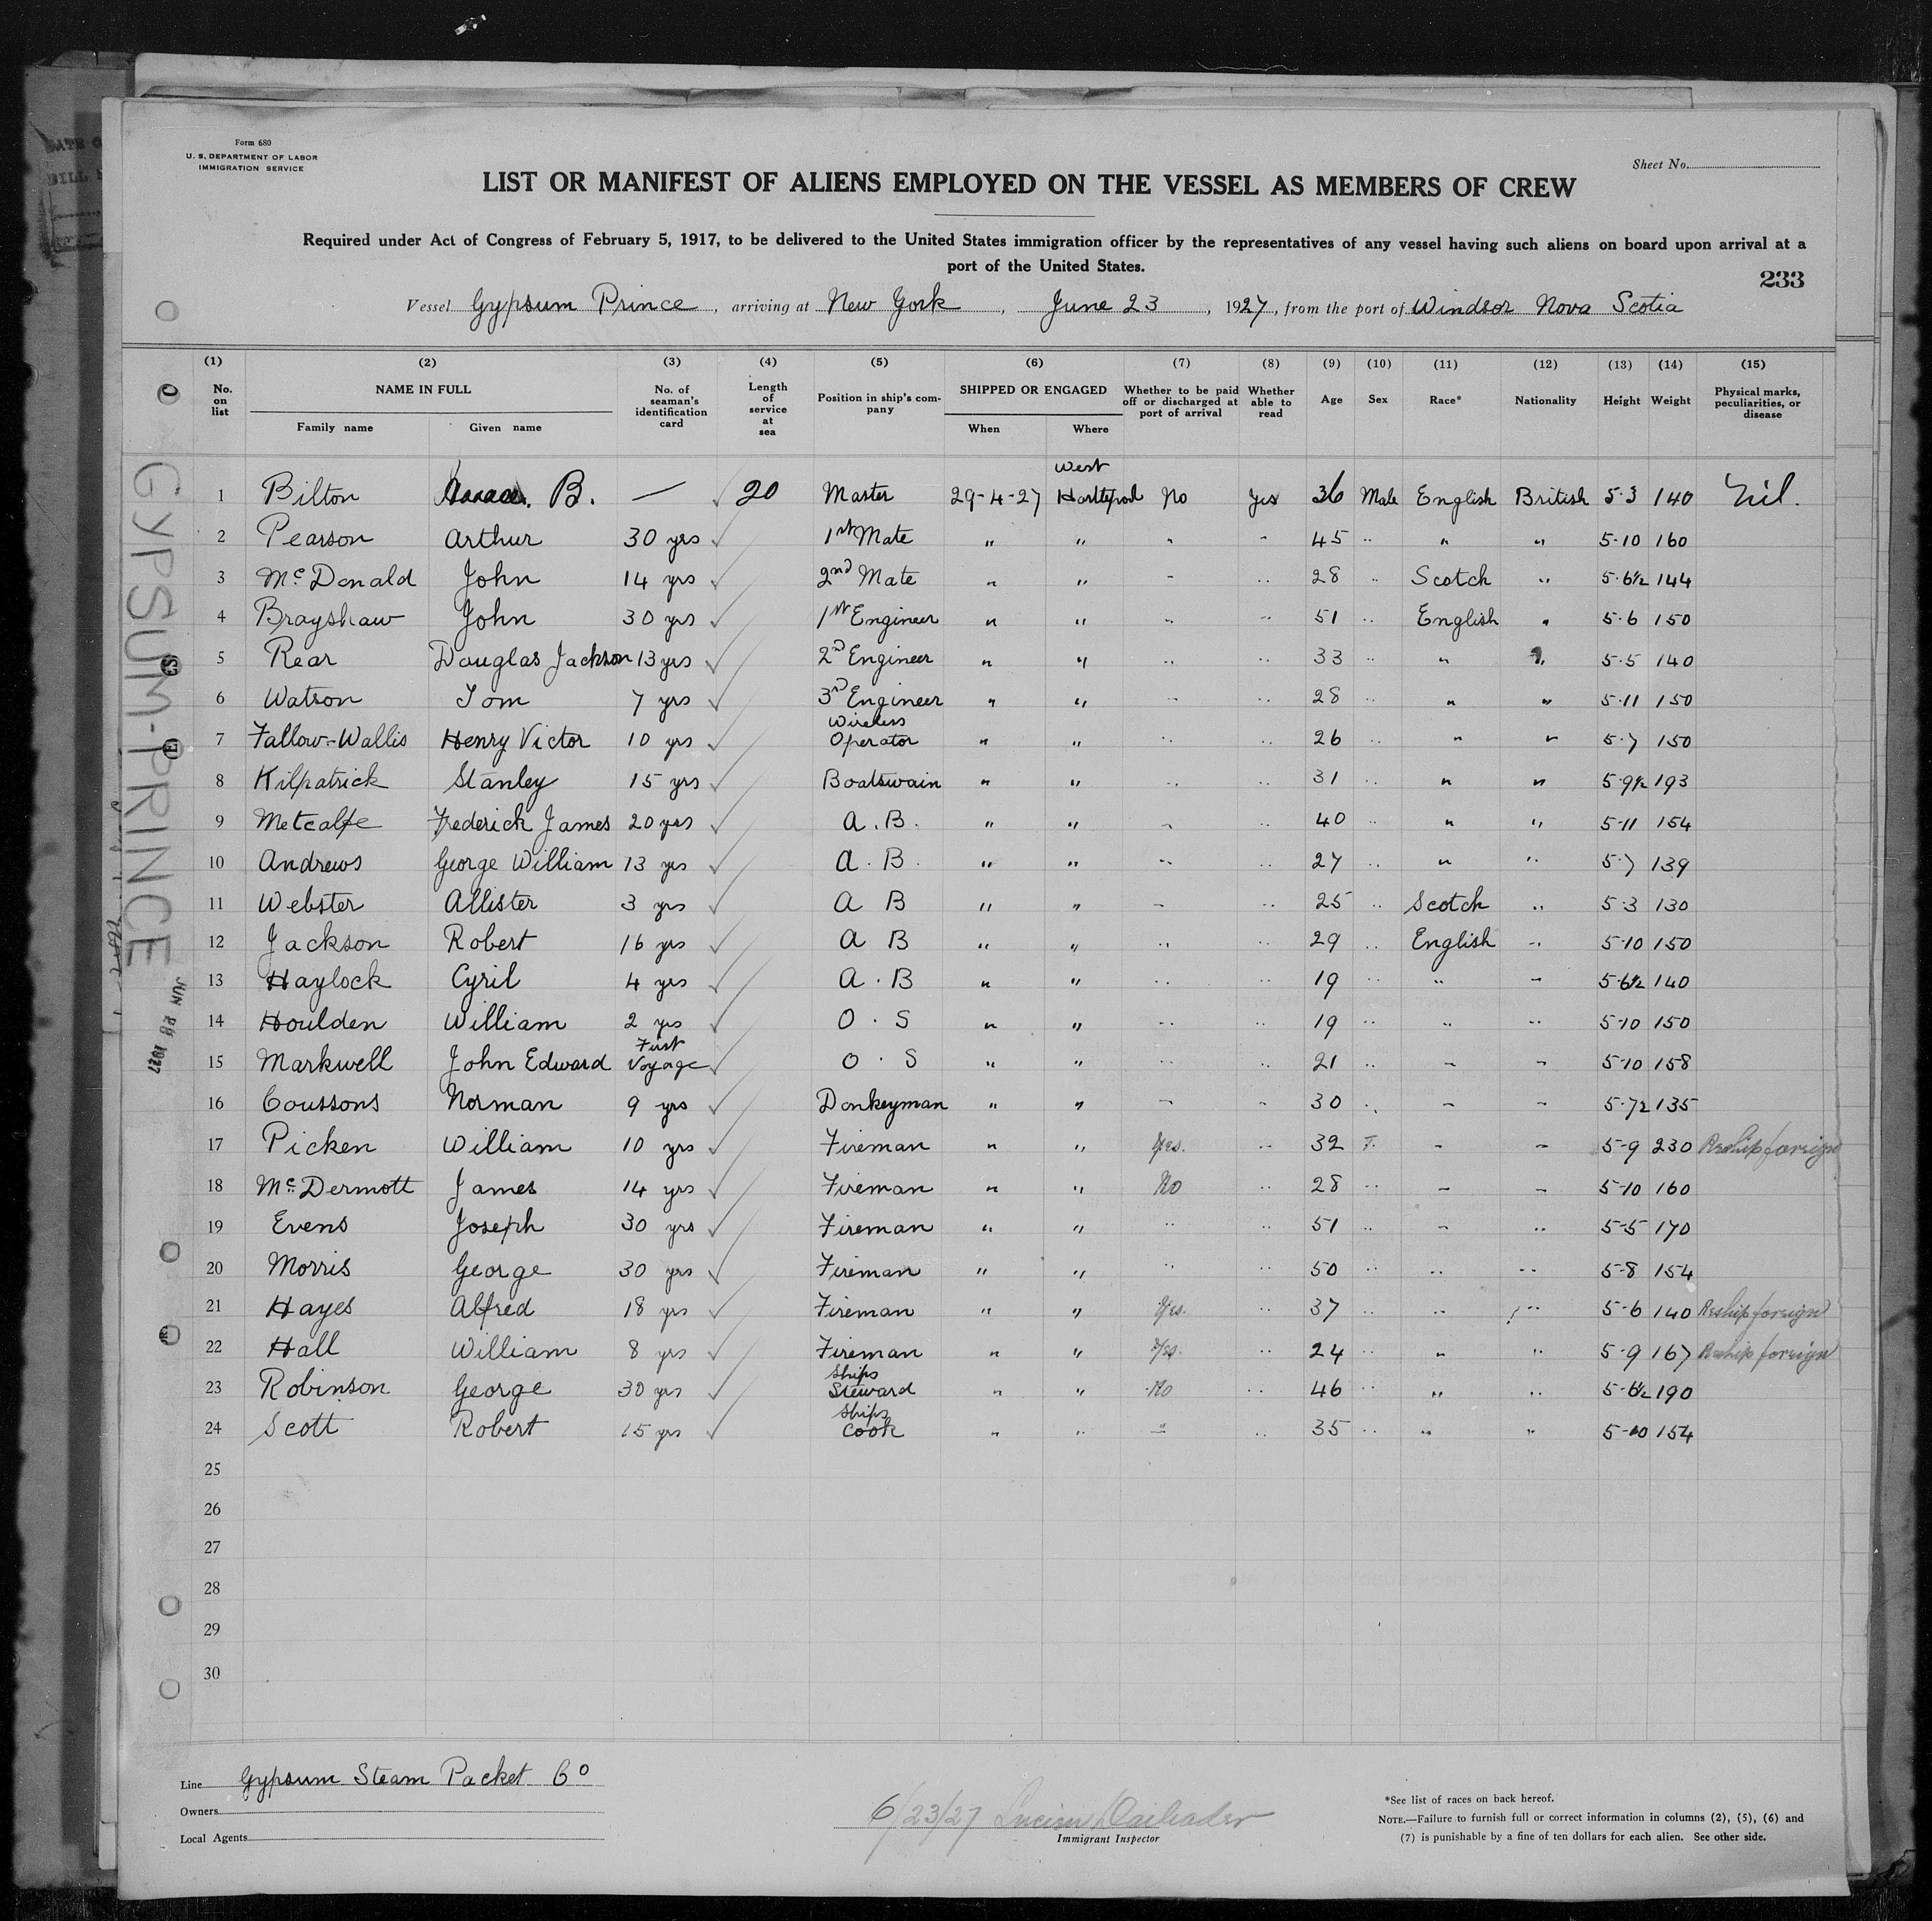 Form 680
U. S. DEPARTMENT OF LABOR
IMMIGRATION SERVICE
Sheet No.
LIST OR MANIFEST OF ALIENS EMPLOYED ON THE VESSEL AS MEMBERS OF CREW
Required under Act of Congress of February 5, 1917, to be delivered to the United States immigration officer by the representatives of any vessel having such aliens on board upon arrival at a
port of the United States.
233
Vessel Gypsum Prince, arriving at New York, June 23, 1927, from the port of Windsor Nova Scotia
(1) (2) (3) (4) (5) (6) (7) (8) (9) (10) (11) (12) (13) (14) (15)
No. on list NAME IN FULL Family name Given name No. of seaman's identification card Length of service at sea Position in ship's company SHIPPED OR ENGAGED When Where Whether to be paid off or discharged at port of arrival Whether able to read Age Sex Race* Nationality Height Weight Physical marks, peculiarities, or disease
1 Bilton B. — 20 Master 29-4-27 West Hartlepool No Yes 36 Male English British 5·3 140 Nil.
2 Pearson Arthur 30 yrs 1st Mate " " " " 45 " " " 5·10 160
3 McDonald John 14 yrs 2nd Mate " " " " 28 " Scotch " 5·6½ 144
4 Brayshaw John 30 yrs 1st Engineer " " " " 51 " English " 5·6 150
5 Rear Douglas Jackson 13 yrs 2nd Engineer " " " " 33 " " " 5·5 140
6 Watson Tom 7 yrs 3rd Engineer " " " " 28 " " " 5·11 150
7 Fallow-Wallis Henry Victor 10 yrs Wireless Operator " " " " 26 " " " 5·7 150
8 Kilpatrick Stanley 15 yrs Boatswain " " " " 31 " " " 5·9½ 193
9 Metcalfe Frederick James 20 yrs A.B. " " " " 40 " " " 5·11 154
10 Andrews George William 13 yrs A.B. " " " " 27 " " " 5·7 139
11 Webster Allister 3 yrs A B " " " " 25 " Scotch " 5·3 130
12 Jackson Robert 16 yrs A B " " " " 29 " English " 5·10 150
13 Haylock Cyril 4 yrs A.B " " " " 19 " " " 5·6½ 140
14 Houlden William 2 yrs O.S " " " " 19 " " " 5·10 150
15 Markwell John Edward First Voyage O.S " " " " 21 " " " 5·10 158
16 Coussons Norman 9 yrs Donkeyman " " " " 30 " " " 5·7½ 135
17 Picken William 10 yrs Fireman " " Yes. " 32 " " " 5-9 230 Reship foreign
18 McDermott James 14 yrs Fireman " " No " 28 " " " 5-10 160
19 Evens Joseph 30 yrs Fireman " " " " 51 " " " 5-5 170
20 Morris George 30 yrs Fireman " " " " 50 " " " 5-8 154
21 Hayes Alfred 18 yrs Fireman " " Yes. " 37 " " " 5-6 140 Reship foreign
22 Hall William 8 yrs Fireman " " Yes. " 24 " " " 5-9 167 Reship foreign
23 Robinson George 30 yrs Ships Steward " " No " 46 " " " 5-6½ 190
24 Scott Robert 15 yrs Ships Cook " " " " 35 " " " 5-10 154
25
26
27
28
29
30
GYPSUM-PRINCE
Line Gypsum Steam Packet Co
Owners
Local Agents
6/23/27
Immigrant Inspector
*See list of races on back hereof.
NOTE.—Failure to furnish full or correct information in columns (2), (5), (6) and
(7) is punishable by a fine of ten dollars for each alien. See other side.